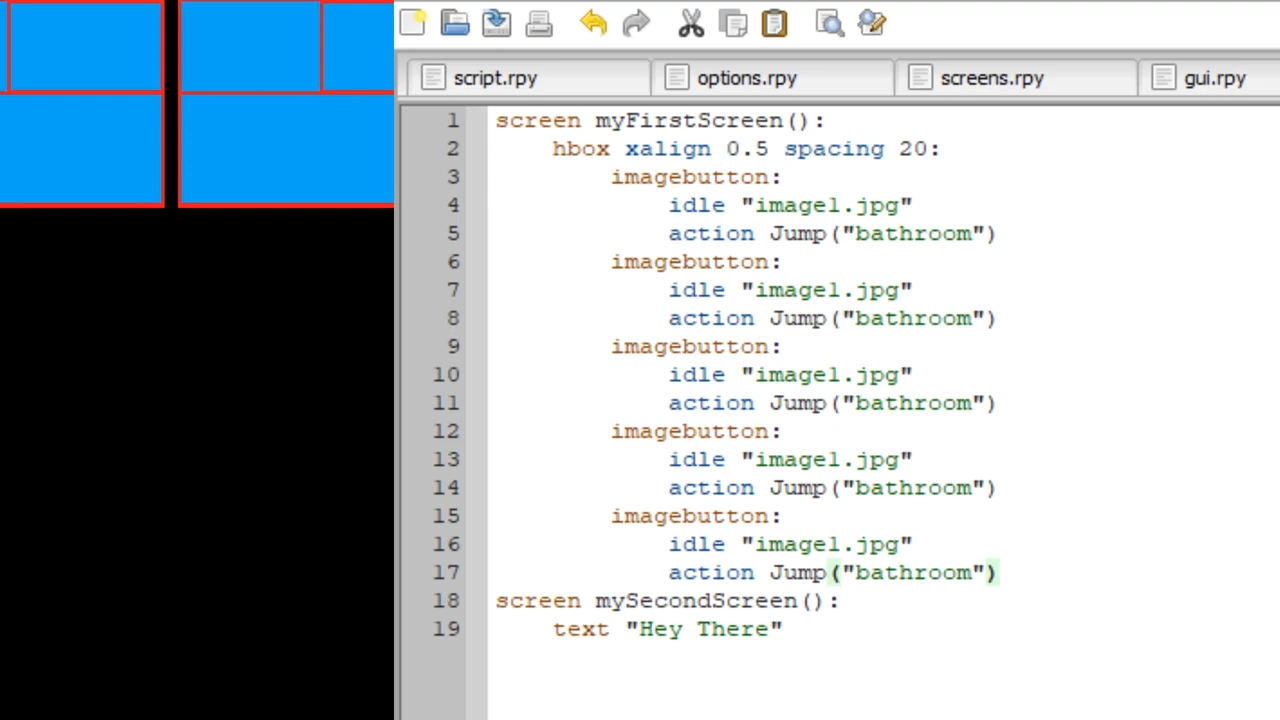 script.rpy options.rpy screens.rpy gui.rpy
1 screen myFirstScreen():
2     hbox xalign 0.5 spacing 20:
3         imagebutton:
4             idle "image1.jpg"
5             action Jump("bathroom")
6         imagebutton:
7             idle "image1.jpg"
8             action Jump("bathroom")
9         imagebutton:
10             idle "image1.jpg"
11             action Jump("bathroom")
12         imagebutton:
13             idle "image1.jpg"
14             action Jump("bathroom")
15         imagebutton:
16             idle "image1.jpg"
17             action Jump("bathroom")
18 screen mySecondScreen():
19     text "Hey There"